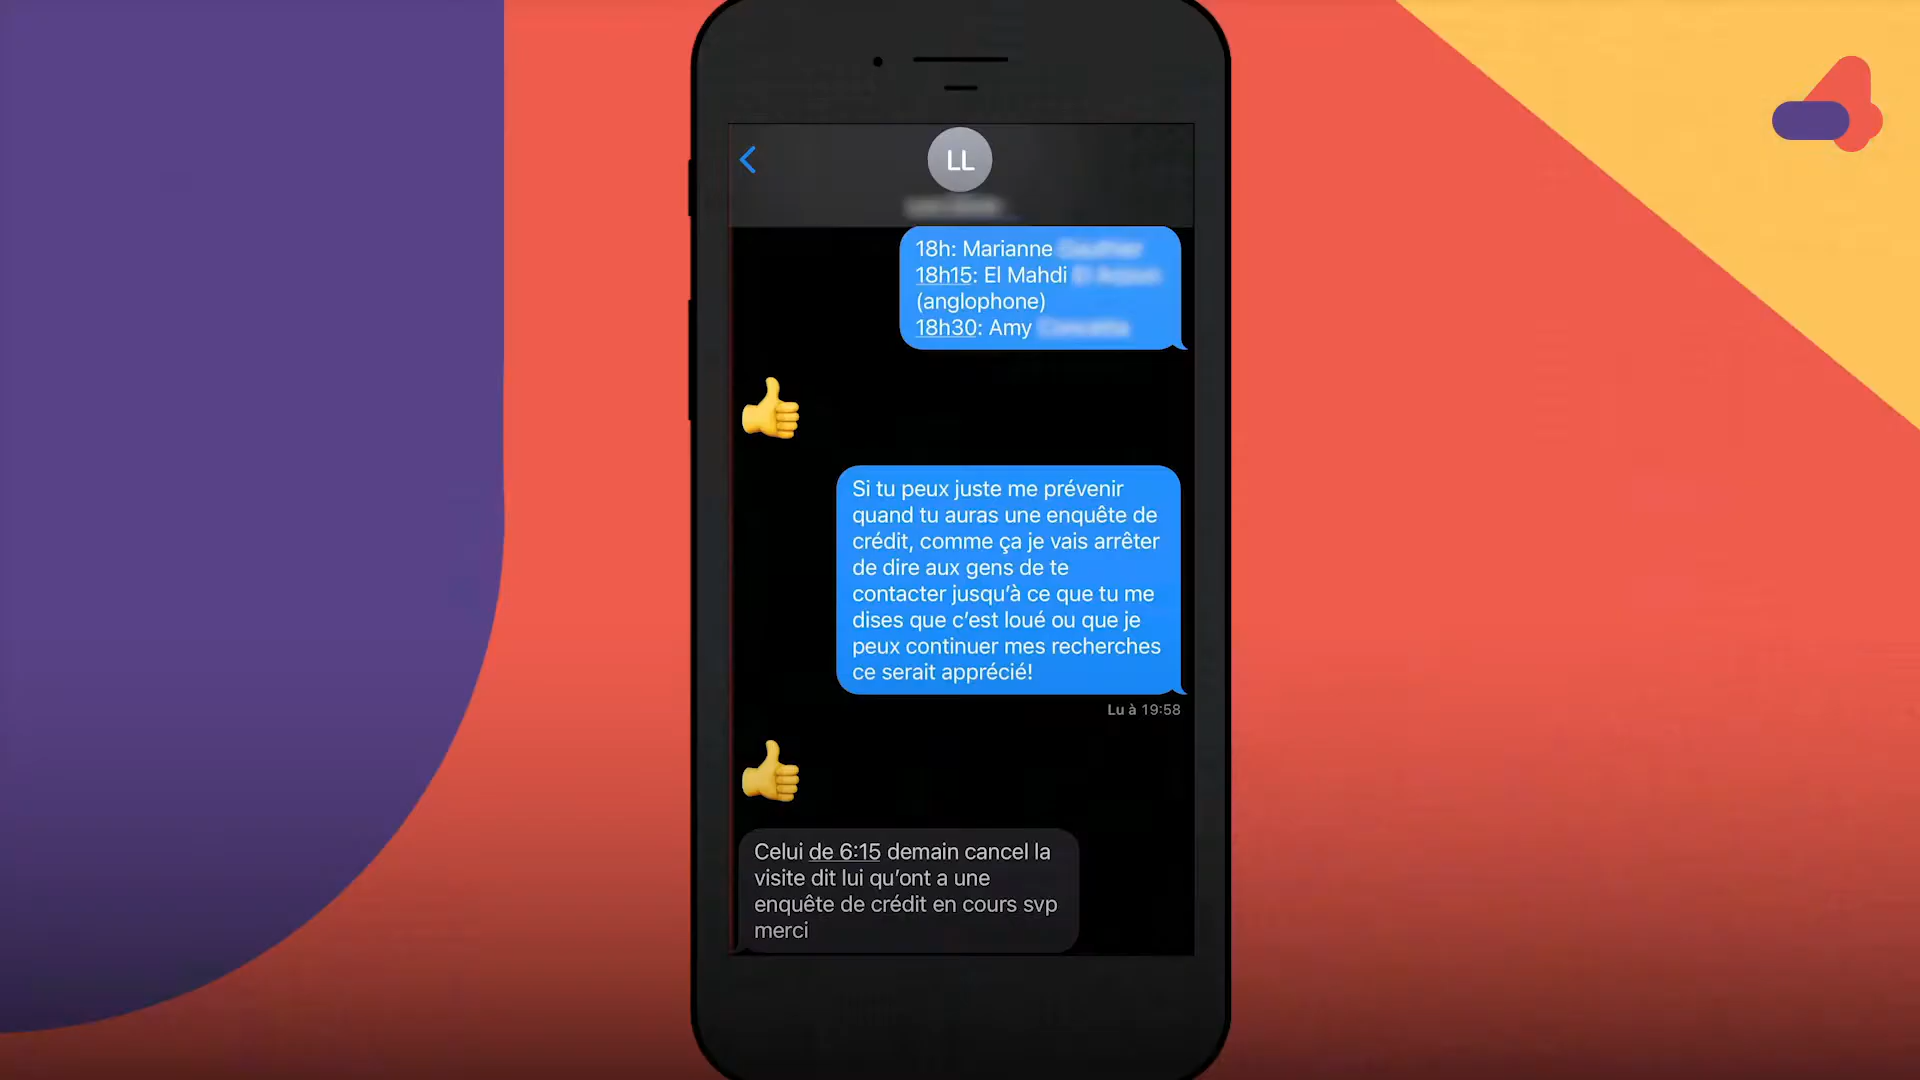 LL
18h: Marianne
18h15: El Mahdi
(anglophone)
18h30: Amy
Si tu peux juste me prévenir
quand tu auras une enquête de
crédit, comme ça je vais arrêter
de dire aux gens de te
contacter jusqu'à ce que tu me
dises que c'est loué ou que je
peux continuer mes recherches
ce serait apprécié!
Lu à 19:58
Celui de 6:15 demain cancel la
visite dit lui qu'ont a une
enquête de crédit en cours svp
merci